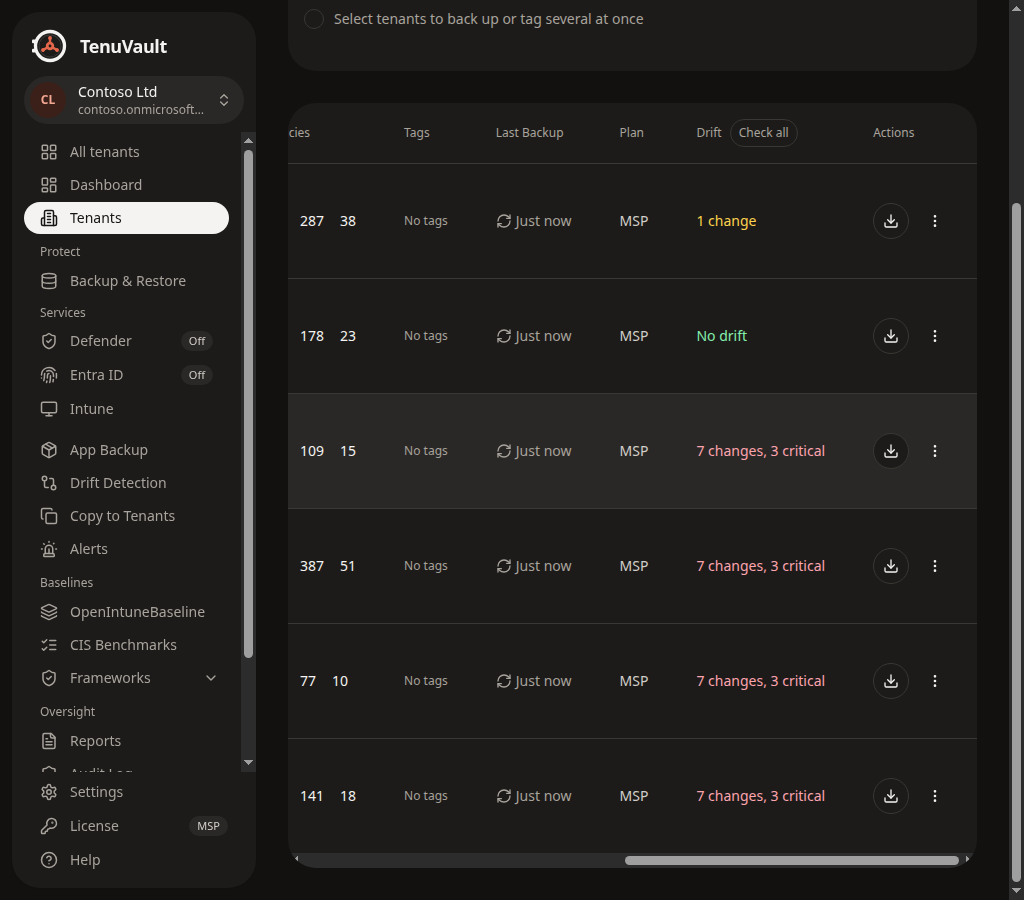 TenuVault
CL
Contoso Ltd
contoso.onmicrosoft...
All tenants
Dashboard
Tenants
Protect
Backup & Restore
Services
Defender Off
Entra ID Off
Intune
App Backup
Drift Detection
Copy to Tenants
Alerts
Baselines
OpenIntuneBaseline
CIS Benchmarks
Frameworks
Oversight
Reports
Audit Log
Settings
License MSP
Help
Select tenants to back up or tag several at once
cies Tags Last Backup Plan Drift Check all Actions
287 38 No tags Just now MSP 1 change
178 23 No tags Just now MSP No drift
109 15 No tags Just now MSP 7 changes, 3 critical
387 51 No tags Just now MSP 7 changes, 3 critical
77 10 No tags Just now MSP 7 changes, 3 critical
141 18 No tags Just now MSP 7 changes, 3 critical